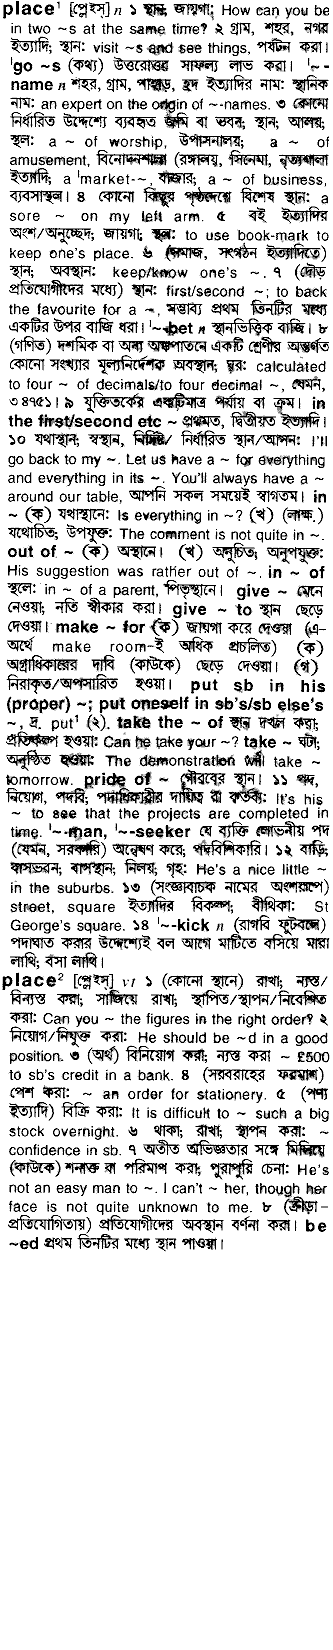 place¹ [প্লেইস্] n ১ স্থান, জায়গা: How can you be
in two ~s at the same time? ২ গ্রাম, শহর, নগর
ইত্যাদি, স্থান: visit ~s and see things, পর্যটন করা।
ˈgo ~s (কথ্য) উত্তরোত্তর সাফল্য লাভ করা। ˈ~-
name n শহর, গ্রাম, পাহাড়, হ্রদ ইত্যাদির নাম; স্থানিক
নাম: an expert on the origin of ~-names. ৩ কোনো
নির্ধারিত উদ্দেশ্যে ব্যবহৃত জমি বা ভবন; স্থান; আলয়;
স্থল: a ~ of worship, উপাসনালয়; a ~ of
amusement, বিনোদনশালা (রঙ্গালয়, সিনেমা, নৃত্যশালা
ইত্যাদি; a ˈmarket-~, বাজার; a ~ of business,
ব্যবসাস্থল। ৪ কোনো কিছুর পৃষ্ঠদেশে বিশেষ স্থান: a
sore ~ on my left arm. ৫ বই ইত্যাদির
অংশ/অনুচ্ছেদ; জায়গা; স্থল: to use book-mark to
keep one's place. ৬ (সমাজ, সংগঠন ইত্যাদিতে)
স্থান; অবস্থান: keep/know one's ~. ৭ (দৌড়
প্রতিযোগীদের মধ্যে) স্থান: first/second ~; to back
the favourite for a ~, সম্ভাব্য প্রথম তিনটির মধ্যে
একটির উপর বাজি ধরা। ˈ~-bet n স্থানভিত্তিক বাজি। ৮
(গণিত) দশমিক বা অন্য অনুপাতনে একটি শ্রেণীর অন্তর্গত
কোনো সংখ্যার মূল্যনির্দেশক অবস্থান; ঘর: calculated
to four ~ of decimals/to four decimal ~, যেমন,
·৩৪৭৫১। ৯ যুক্তিতর্কের একটিমাত্র পর্যায় বা ক্রম। in
the first/second etc ~ প্রথমত, দ্বিতীয়ত ইত্যাদি।
১০ যথাস্থান; স্বস্থান, নির্দিষ্ট/ নির্ধারিত স্থান/আসন: I'll
go back to my ~. Let us have a ~ for everything
and everything in its ~. You'll always have a ~
around our table, আপনি সকল সময়েই স্বাগতম। in
~ (ক) যথাস্থানে: Is everything in ~? (খ) (লাক্ষ.)
যথোচিত; উপযুক্ত: The comment is not quite in ~.
out of ~ (ক) অস্থানে। (খ) অনুচিত; অনুপযুক্ত:
His suggestion was rather out of ~. in ~ of
স্থলে: in ~ of a parent, পিতৃস্থানে। give ~ মেনে
নেওয়া; নতি স্বীকার করা। give ~ to স্থান ছেড়ে
দেওয়া। make ~ for (ক) জায়গা করে দেওয়া (এ-
অর্থে make room-ই অধিক প্রচলিত) (ক)
অগ্রাধিকারের দাবি (কাউকে) ছেড়ে দেওয়া। (গ)
নিরাকৃত/অপসারিত হওয়া। put sb in his
(proper) ~; put oneself in sb's/sb else's
~, দ্র. put¹ (২). take the ~ of স্থান দখল করা;
প্রতিকল্প হওয়া: Can he take your ~? take ~ ঘটা;
অনুষ্ঠিত হওয়া: The demonstration will take ~
tomorrow. pride of ~ গৌরবের স্থান। ১১ পদ,
নিয়োগ, পদবি; পদাধিকারীর দায়িত্ব বা কর্তব্য: It's his
~ to see that the projects are completed in
time. ˈ~-man, ˈ~-seeker যে ব্যক্তি লোভনীয় পদ
(যেমন, সরকারি) অন্বেষণ করে; পদবিশিকারি। ১২ বাড়ি;
বাসভবন; বাসস্থান; নিলয়; গৃহ: He's a nice little ~
in the suburbs. ১৩ (সংজ্ঞাবাচক নামের অংশরূপে)
street, square ইত্যাদির বিকল্প; বীথিকা: St
George's square. ১৪ ˈ~-kick n (রাগবি ফুটবলে)
পদাঘাত করার উদ্দেশ্যেই বল আগে মাটিতে বসিয়ে মারা
লাথি; বঁসা লাথি।
place² [প্লেইস্] vt ১ (কোনো স্থানে) রাখা; ন্যস্ত/
বিন্যস্ত করা; সাজিয়ে রাখা; স্থাপিত/স্থাপন/নিবেশিত
করা: Can you ~ the figures in the right order? ২
নিয়োগ/নিযুক্ত করা: He should be ~d in a good
position. ৩ (অর্থ) বিনিয়োগ করা; ন্যস্ত করা ~ £500
to sb's credit in a bank. ৪ (সরবরাহের ফরমাশ)
পেশ করা: ~ an order for stationery. ৫ (পণ্য
ইত্যাদি) বিক্রি করা: It is difficult to ~ such a big
stock overnight. ৬ থাকা; রাখা; স্থাপন করা: ~
confidence in sb. ৭ অতীত অভিজ্ঞতার সঙ্গে মিলিয়ে
(কাউকে) শনাক্ত বা পরিমাপ করা; পুরাপুরি চেনা: He's
not an easy man to ~. I can't ~ her, though her
face is not quite unknown to me. ৮ (ক্রীড়া-
প্রতিযোগিতায়) প্রতিযোগীদের অবস্থান বর্ণনা করা। be
~ed প্রথম তিনটির মধ্যে স্থান পাওয়া।